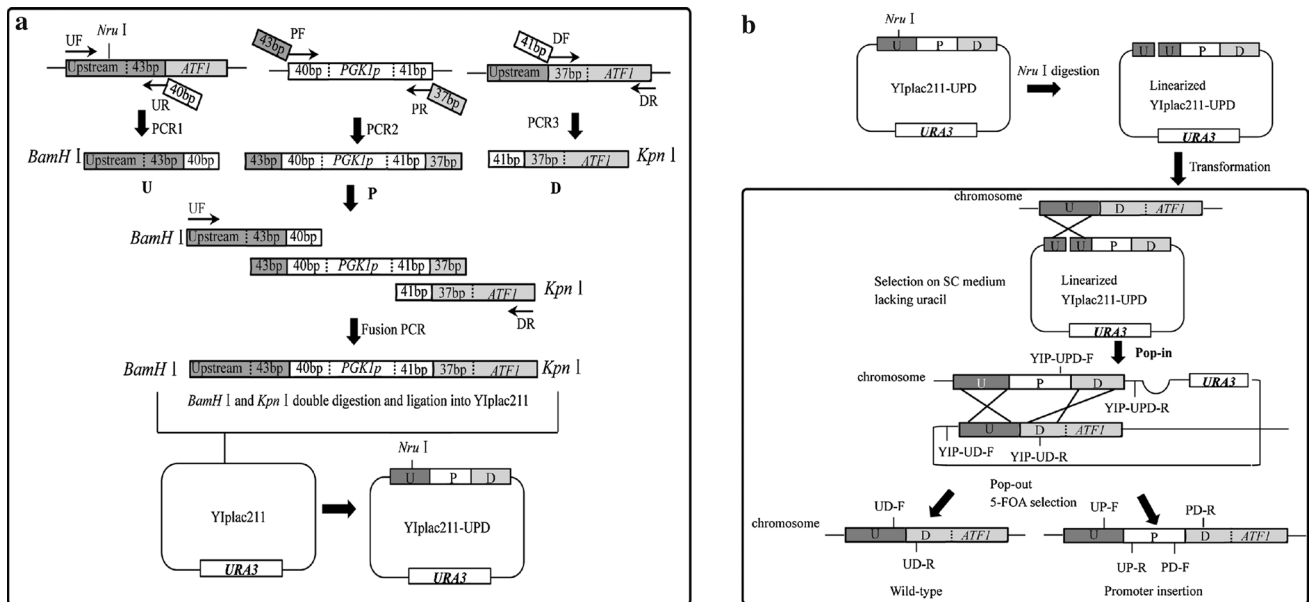 a
UF
Nru I
Upstream 43bp ATF1
UR
40bp
PCR1
BamH I
Upstream 43bp 40bp
U
43bp
PF
40bp PGK1p 41bp
PR
37bp
PCR2
43bp 40bp PGK1p 41bp 37bp
P
41bp
DF
Upstream 37bp ATF1
DR
PCR3
41bp 37bp ATF1
Kpn I
D
UF
BamH I
Upstream 43bp 40bp
43bp 40bp PGK1p 41bp 37bp
41bp 37bp ATF1
Kpn I
DR
Fusion PCR
BamH I
Upstream 43bp 40bp PGK1p 41bp 37bp ATF1
Kpn I
BamH I and Kpn I double digestion and ligation into YIplac211
YIplac211
URA3
Nru I
U P D
YIplac211-UPD
URA3
b
Nru I
U P D
YIplac211-UPD
URA3
Nru I digestion
U U P D
Linearized
YIplac211-UPD
URA3
Transformation
chromosome
U D ATF1
U U P D
Selection on SC medium
lacking uracil
Linearized
YIplac211-UPD
URA3
Pop-in
YIP-UPD-F
chromosome
U P D
URA3
YIP-UPD-R
U D ATF1
YIP-UD-F
YIP-UD-R
Pop-out
5-FOA selection
chromosome
UD-F
U D ATF1
UD-R
Wild-type
UP-F
PD-R
U P D ATF1
UP-R
PD-F
Promoter insertion